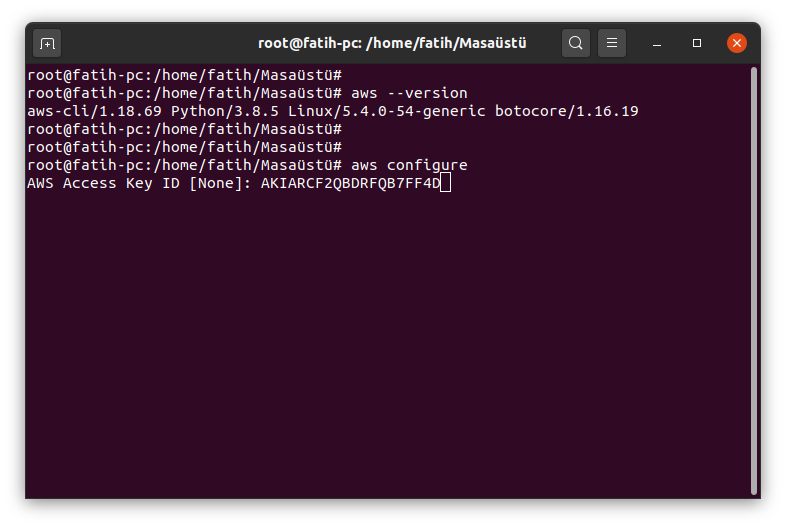 root@fatih-pc: /home/fatih/Masaüstü
root@fatih-pc:/home/fatih/Masaüstü#
root@fatih-pc:/home/fatih/Masaüstü# aws --version
aws-cli/1.18.69 Python/3.8.5 Linux/5.4.0-54-generic botocore/1.16.19
root@fatih-pc:/home/fatih/Masaüstü#
root@fatih-pc:/home/fatih/Masaüstü#
root@fatih-pc:/home/fatih/Masaüstü# aws configure
AWS Access Key ID [None]: AKIARCF2QBDRFQB7FF4D